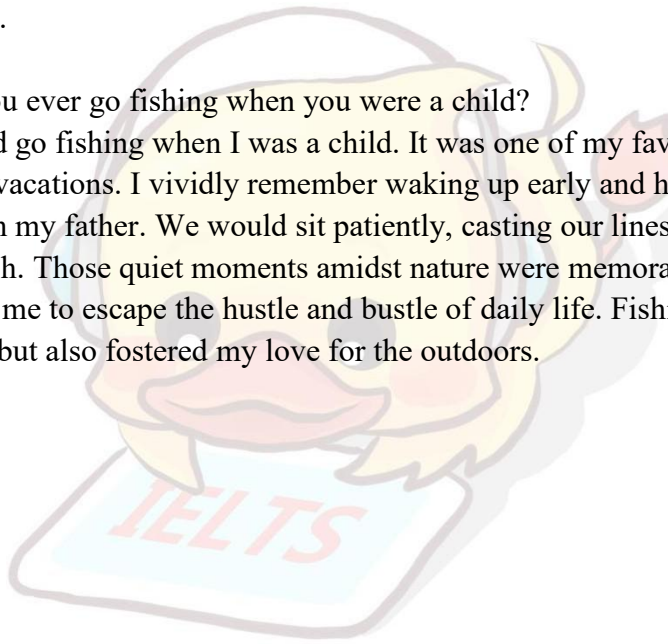 .
ou ever go fishing when you were a child?
d go fishing when I was a child. It was one of my fav
vacations. I vividly remember waking up early and h
n my father. We would sit patiently, casting our lines
h. Those quiet moments amidst nature were memora
me to escape the hustle and bustle of daily life. Fish
but also fostered my love for the outdoors.
IELTS